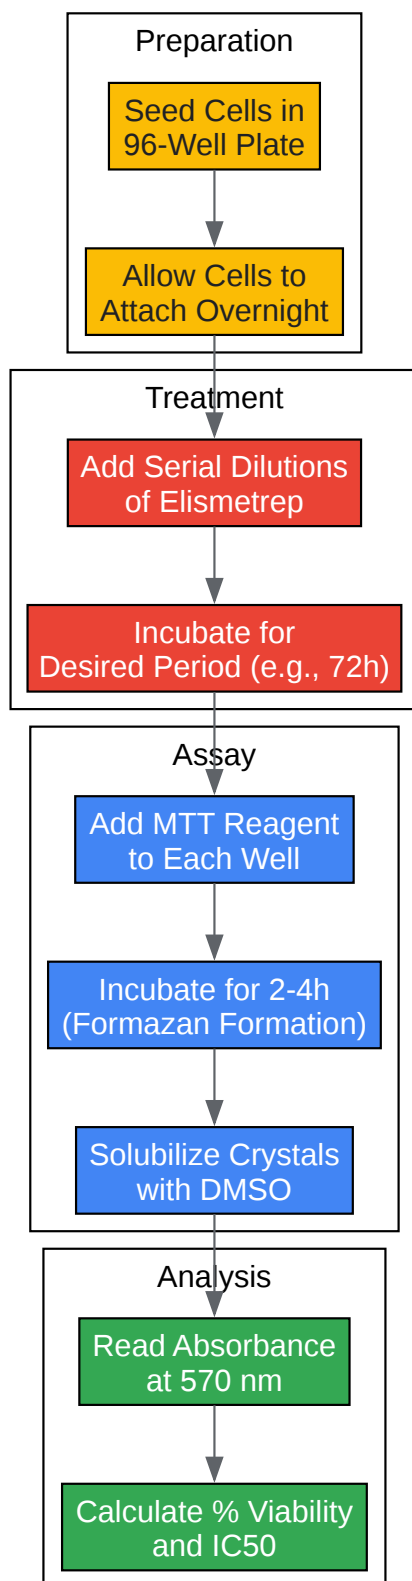 Preparation
Seed Cells in
96-Well Plate
Allow Cells to
Attach Overnight
Treatment
Add Serial Dilutions
of Elismetrep
Incubate for
Desired Period (e.g., 72h)
Assay
Add MTT Reagent
to Each Well
Incubate for 2-4h
(Formazan Formation)
Solubilize Crystals
with DMSO
Analysis
Read Absorbance
at 570 nm
Calculate % Viability
and IC50